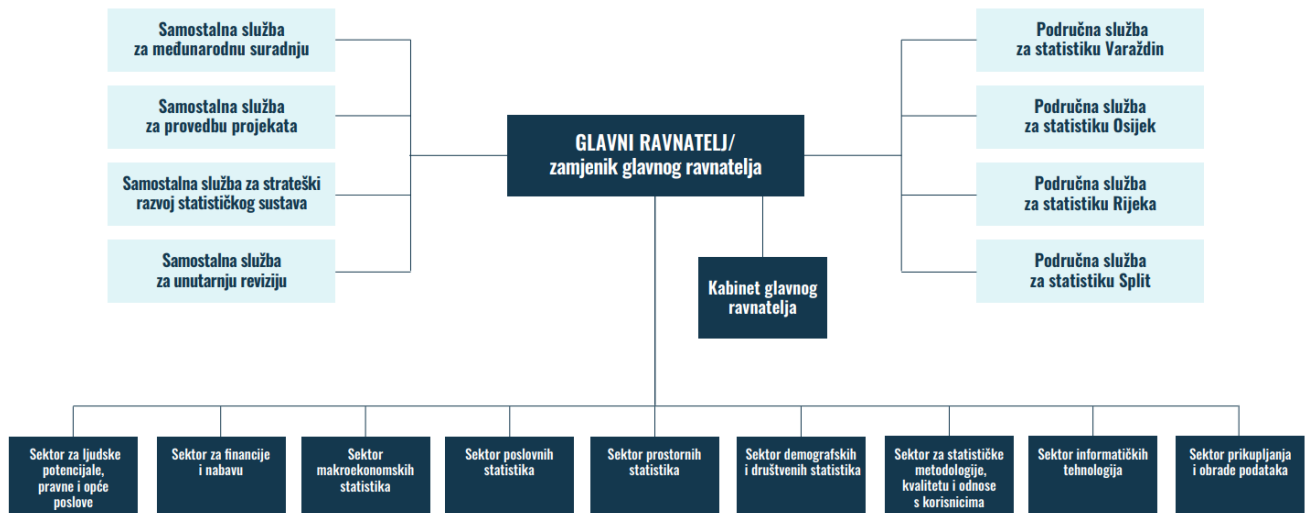 Samostalna služba
za međunarodnu suradnju
Samostalna služba
za provedbu projekata
Samostalna služba za strateški
razvoj statističkog sustava
Samostalna služba
za unutarnju reviziju
GLAVNI RAVNATELJ/
zamjenik glavnog ravnatelja
Kabinet glavnog
ravnatelja
Područna služba
za statistiku Varaždin
Područna služba
za statistiku Osijek
Područna služba
za statistiku Rijeka
Područna služba
za statistiku Split
Sektor za ljudske
potencijale,
pravne i opće
poslove
Sektor za financije
i nabavu
Sektor
makroekonomskih
statistika
Sektor poslovnih
statistika
Sektor prostornih
statistika
Sektor demografskih
i društvenih statistika
Sektor za statističke
metodologije,
kvalitetu i odnose
s korisnicima
Sektor informatičkih
tehnologija
Sektor prikupljanja
i obrade podataka